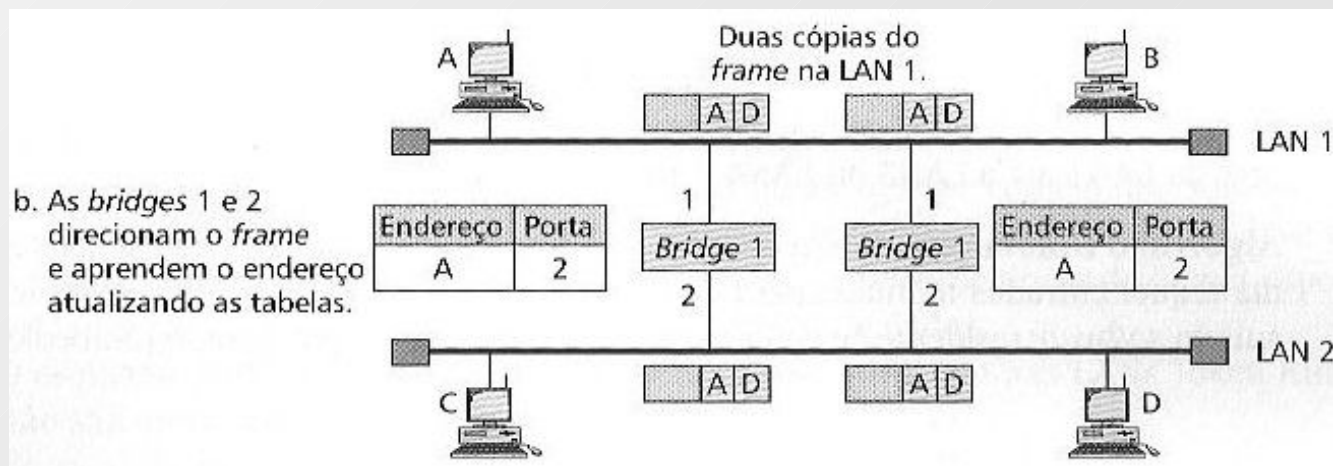 Duas cópias do
frame na LAN 1.
A
B
A D
A D
LAN 1
b. As bridges 1 e 2
direcionam o frame
e aprendem o endereço
atualizando as tabelas.
Endereço Porta
A 2
1
Bridge 1
2
1
Bridge 1
2
Endereço Porta
A 2
LAN 2
A D
A D
C
D